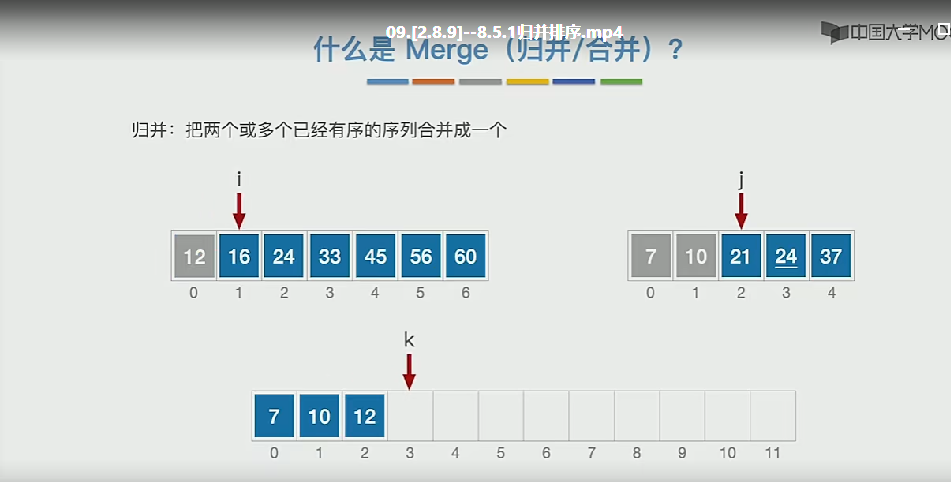 09.[2.8.9]--8.5.1归并排序.mp4
中国大学MO
什么是 Merge（归并/合并）?
归并：把两个或多个已经有序的序列合并成一个
i
j
12 16 24 33 45 56 60
7 10 21 24 37
0 1 2 3 4 5 6
0 1 2 3 4
k
7 10 12
0 1 2 3 4 5 6 7 8 9 10 11